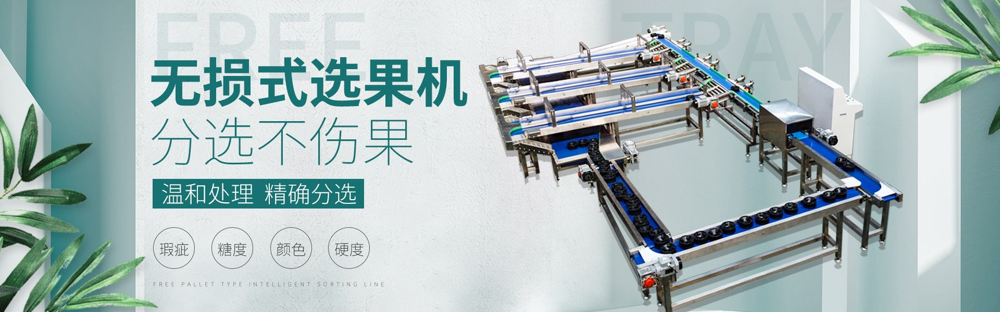 FREE TRAY
无损式选果机
分选不伤果
温和处理 精确分选
瑕疵 糖度 颜色 硬度
FREE PALLET TYPE INTELLIGENT SORTING LINE